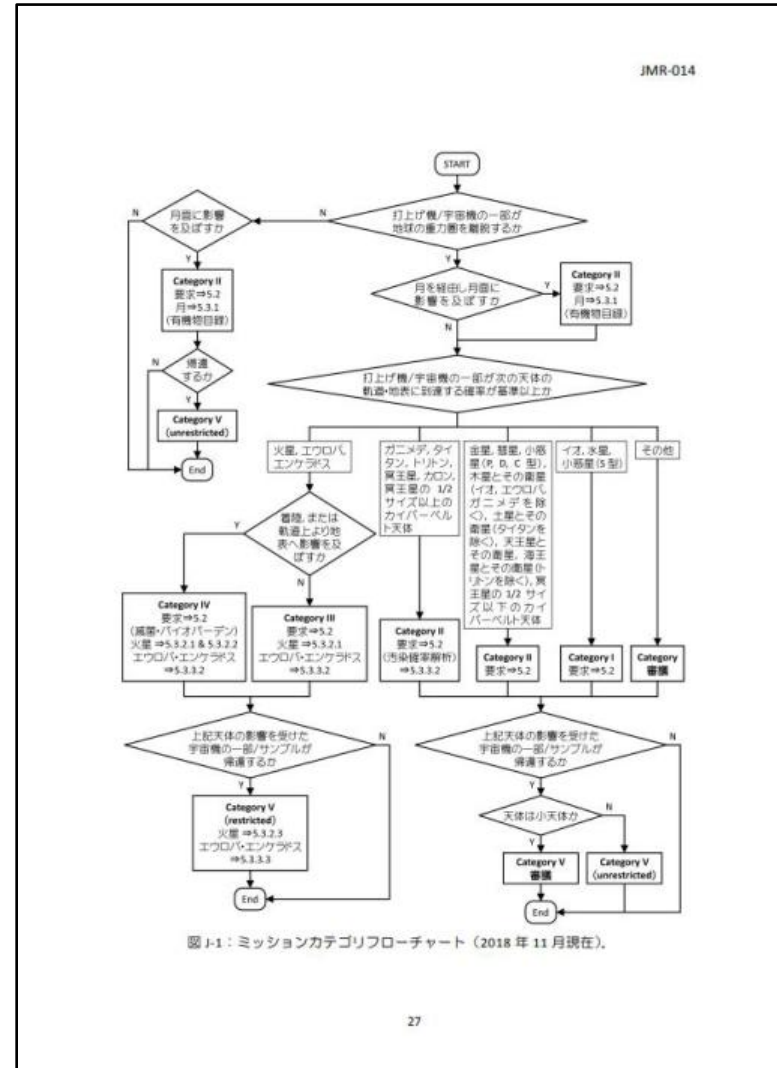 JMR-014
START
打上げ機/宇宙機の一部が
地球の重力圏を離脱するか
N
月面に影響
を及ぼすか
N
Y
Category II
要求⇒5.2
月⇒5.3.1
(有機物目録)
帰還
するか
N
Y
Category V
(unrestricted)
End
Y
月を経由し月面に
影響を及ぼすか
Y
Category II
要求⇒5.2
月⇒5.3.1
(有機物目録)
N
打上げ機/宇宙機の一部が次の天体の
軌道・地表に到達する確率が基準以上か
火星, エウロパ,
エンケラドス
ガニメデ, タイ
タン, トリトン,
冥王星, カロン,
冥王星の 1/2
サイズ以上のカ
イパーベルト天
体
金星, 彗星, 小惑
星(P, D, C 型),
木星とその衛星
(イオ, エウロパ,
ガニメデを除
く), 土星とその
衛星(タイタンを
除く), 天王星と
その衛星, 海王
星とその衛星(ト
リトンを除く), 冥
王星の 1/2 サイ
ズ以下のカイパ
ーベルト天体
イオ, 水星,
小惑星(S 型)
その他
着陸, または
軌道上より地
表へ影響を及
ぼすか
Y
N
Category IV
要求⇒5.2
(滅菌・バイオバーデン)
火星⇒5.3.2.1 & 5.3.2.2
エウロパ・エンケラドス
⇒5.3.3.2
Category III
要求⇒5.2
火星⇒5.3.2.1
エウロパ・エンケラドス
⇒5.3.3.2
Category II
要求⇒5.2
(汚染確率解析)
⇒5.3.3.2
Category II
要求⇒5.2
Category I
要求⇒5.2
Category
審議
上記天体の影響を受けた
宇宙機の一部/サンプルが
帰還するか
N
Y
Category V
(restricted)
火星⇒5.3.2.3
エウロパ・エンケラドス
⇒5.3.3.3
End
上記天体の影響を受けた
宇宙機の一部/サンプルが
帰還するか
N
Y
天体は小天体か
N
Y
Category V
審議
Category V
(unrestricted)
End
図 J-1：ミッションカテゴリフローチャート（2018 年 11 月現在）.
27